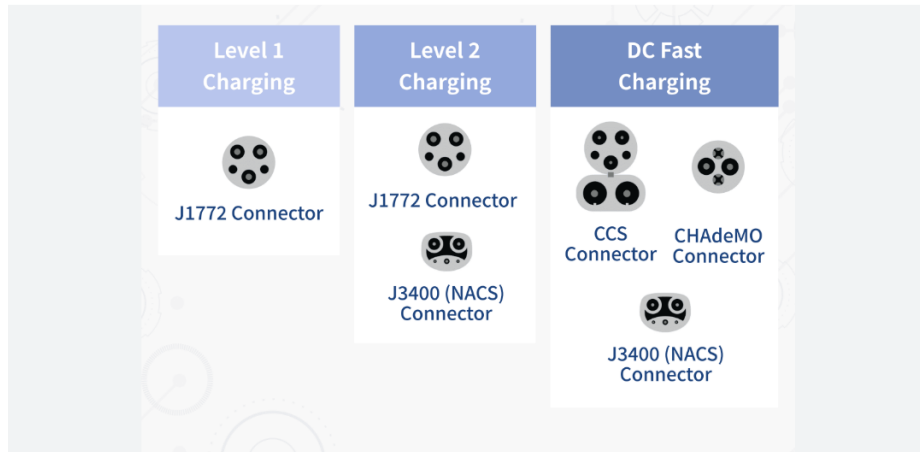 Level 1
Charging
J1772 Connector
Level 2
Charging
J1772 Connector
J3400 (NACS)
Connector
DC Fast
Charging
CCS
Connector
CHAdeMO
Connector
J3400 (NACS)
Connector